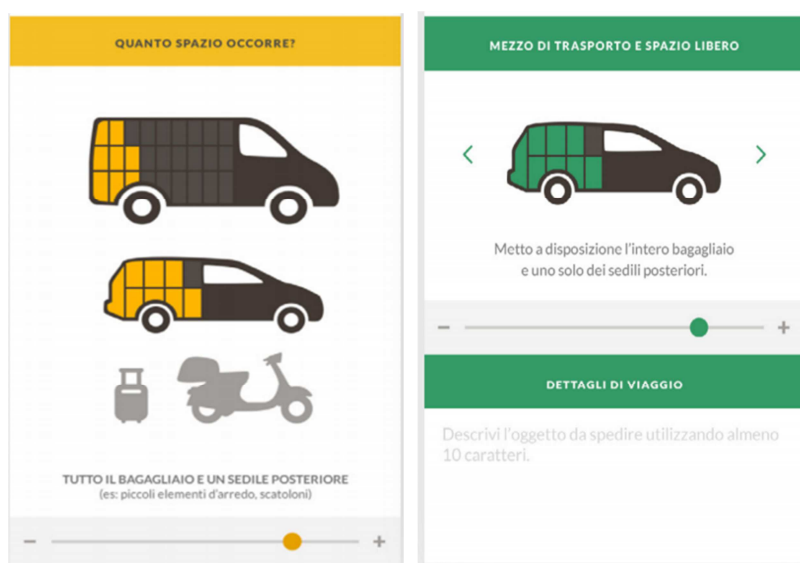 QUANTO SPAZIO OCCORRE?
TUTTO IL BAGAGLIAIO E UN SEDILE POSTERIORE
(es: piccoli elementi d'arredo, scatoloni)
MEZZO DI TRASPORTO E SPAZIO LIBERO
Metto a disposizione l'intero bagagliaio
e uno solo dei sedili posteriori.
DETTAGLI DI VIAGGIO
Descrivi l'oggetto da spedire utilizzando almeno
10 caratteri.